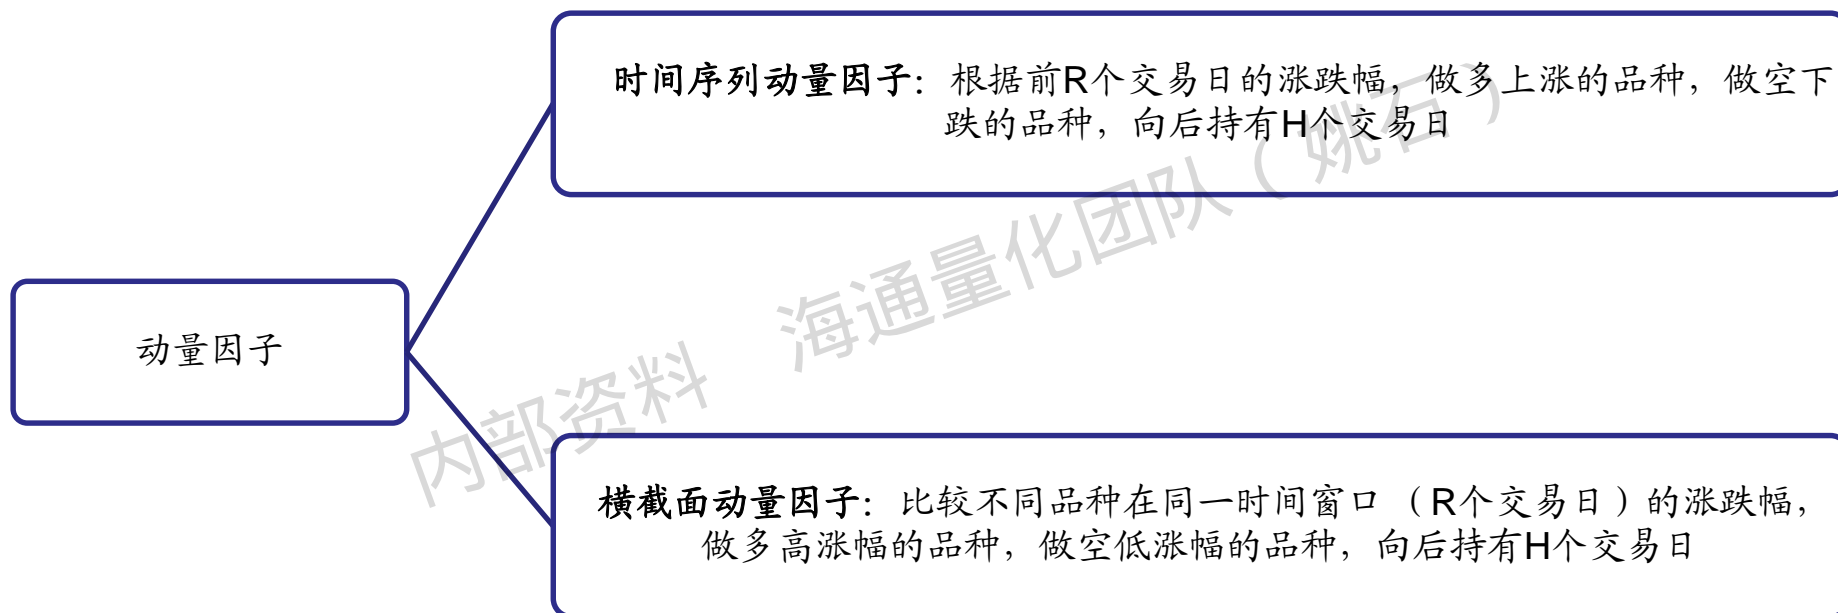 时间序列动量因子：根据前R个交易日的涨跌幅，做多上涨的品种，做空下
跌的品种，向后持有H个交易日
动量因子
横截面动量因子：比较不同品种在同一时间窗口（R个交易日）的涨跌幅，
做多高涨幅的品种，做空低涨幅的品种，向后持有H个交易日
内部资料 海通量化团队（姚石）